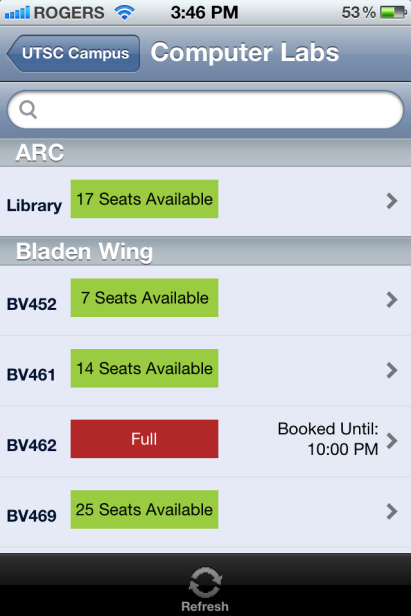 ROGERS 3:46 PM 53%
UTSC Campus Computer Labs
ARC
Library 17 Seats Available
Bladen Wing
BV452 7 Seats Available
BV461 14 Seats Available
BV462 Full Booked Until:
10:00 PM
BV469 25 Seats Available
Refresh